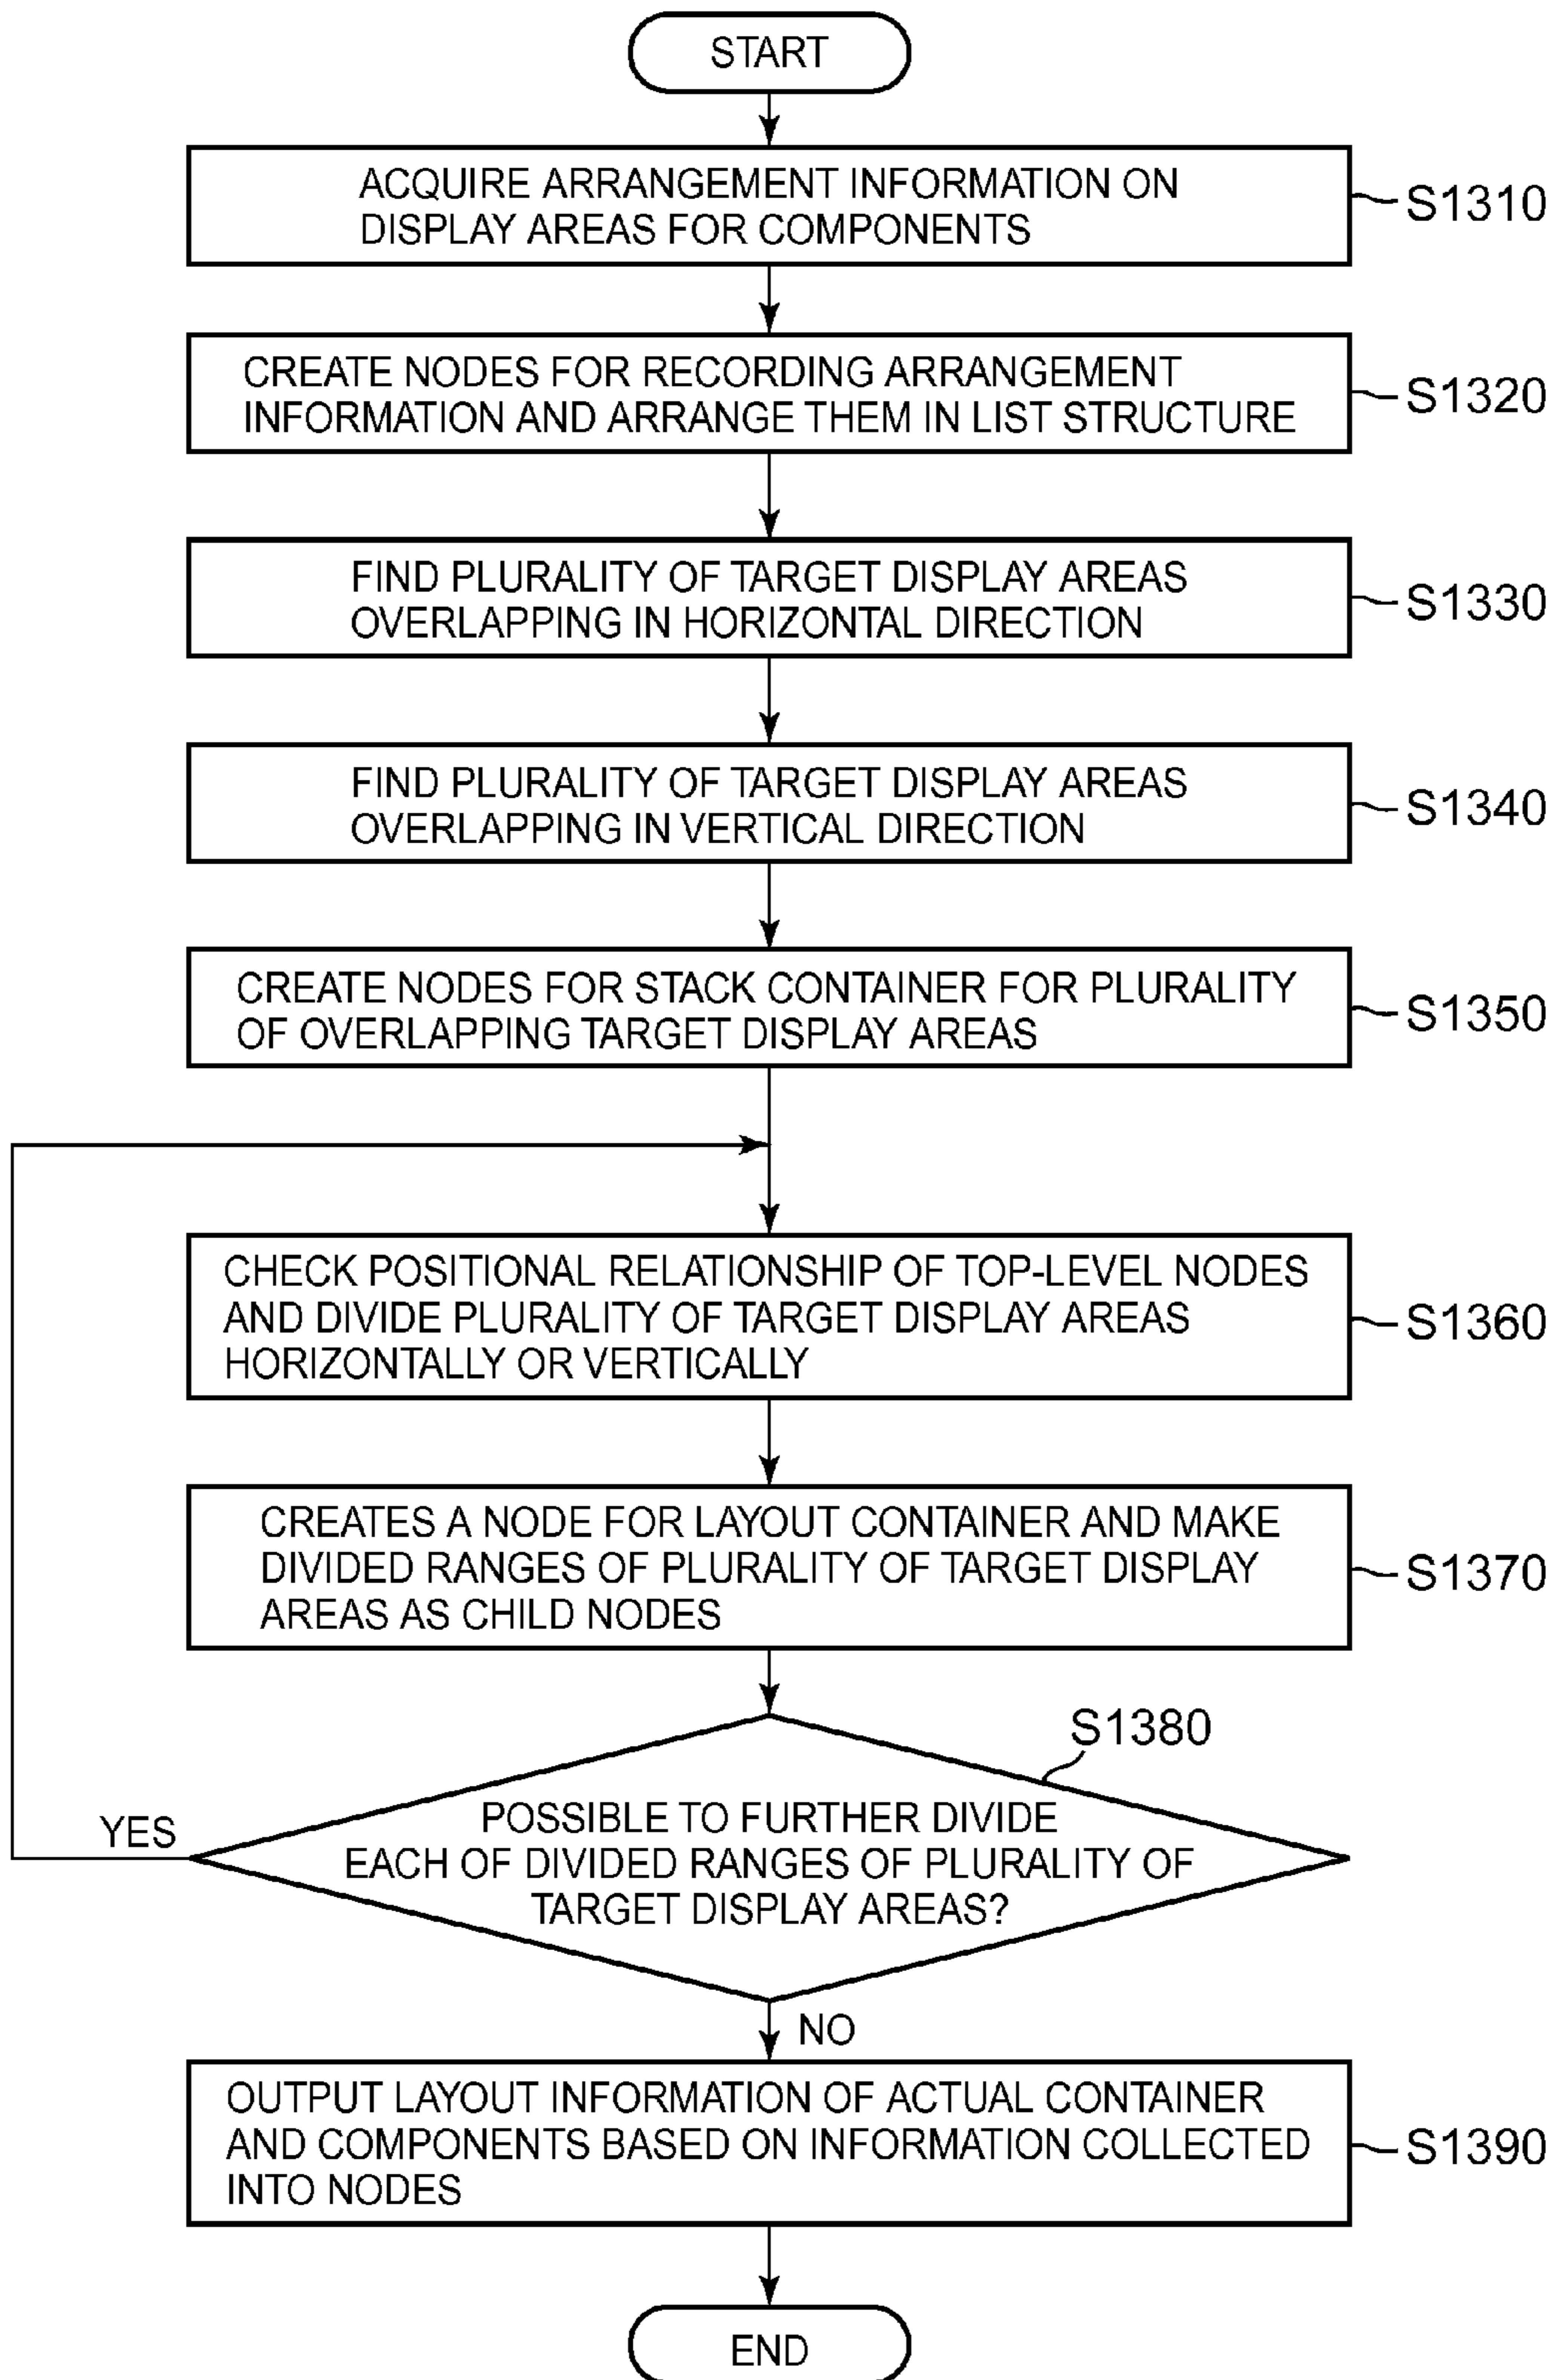 START
ACQUIRE ARRANGEMENT INFORMATION ON
DISPLAY AREAS FOR COMPONENTS
S1310
CREATE NODES FOR RECORDING ARRANGEMENT
INFORMATION AND ARRANGE THEM IN LIST STRUCTURE
S1320
FIND PLURALITY OF TARGET DISPLAY AREAS
OVERLAPPING IN HORIZONTAL DIRECTION
S1330
FIND PLURALITY OF TARGET DISPLAY AREAS
OVERLAPPING IN VERTICAL DIRECTION
S1340
CREATE NODES FOR STACK CONTAINER FOR PLURALITY
OF OVERLAPPING TARGET DISPLAY AREAS
S1350
CHECK POSITIONAL RELATIONSHIP OF TOP-LEVEL NODES
AND DIVIDE PLURALITY OF TARGET DISPLAY AREAS
HORIZONTALLY OR VERTICALLY
S1360
CREATES A NODE FOR LAYOUT CONTAINER AND MAKE
DIVIDED RANGES OF PLURALITY OF TARGET DISPLAY
AREAS AS CHILD NODES
S1370
S1380
POSSIBLE TO FURTHER DIVIDE
EACH OF DIVIDED RANGES OF PLURALITY OF
TARGET DISPLAY AREAS?
YES
NO
OUTPUT LAYOUT INFORMATION OF ACTUAL CONTAINER
AND COMPONENTS BASED ON INFORMATION COLLECTED
INTO NODES
S1390
END